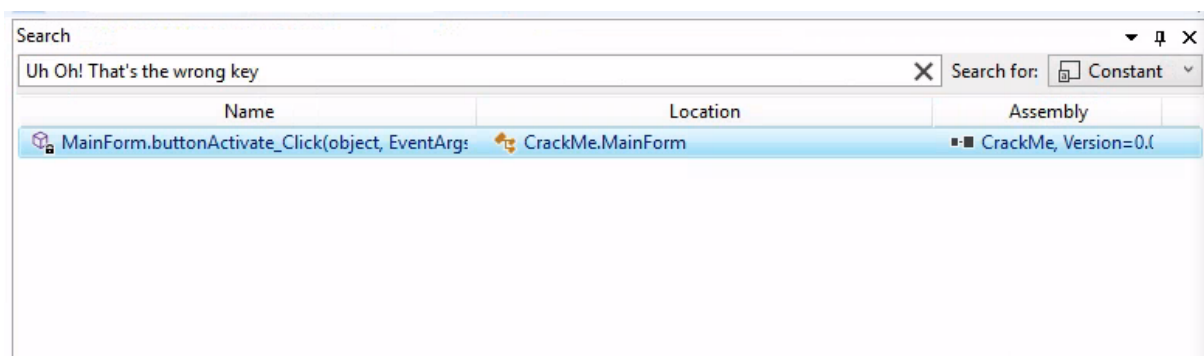 Search
Uh Oh! That's the wrong key
Search for: Constant
Name Location Assembly
MainForm.buttonActivate_Click(object, EventArgs CrackMe.MainForm CrackMe, Version=0.(